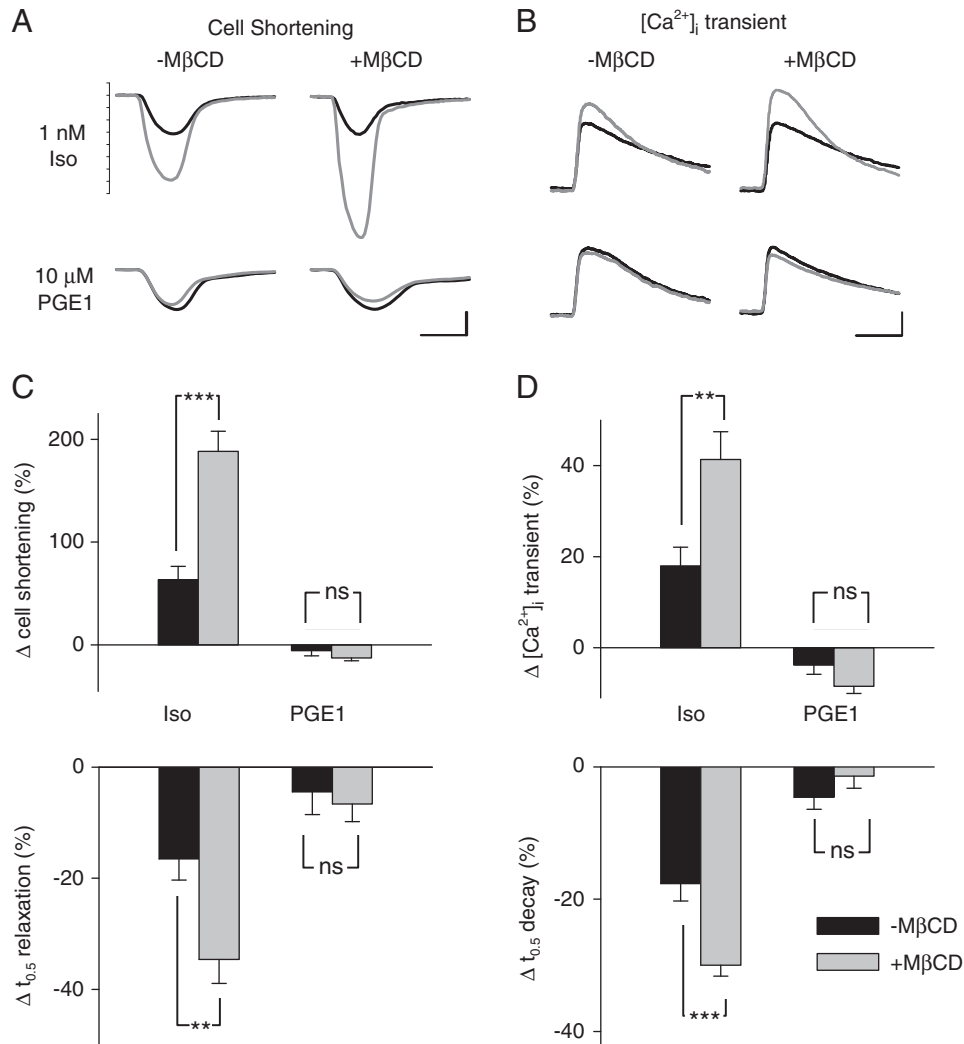 A
Cell Shortening
-MβCD
+MβCD
1 nM
Iso
10 μM
PGE1
B
[Ca²⁺]ᵢ transient
-MβCD
+MβCD
C
***
200
100
0
Δ cell shortening (%)
ns
Iso
PGE1
0
-20
-40
Δ t₀.₅ relaxation (%)
**
ns
D
**
40
20
0
Δ [Ca²⁺]ᵢ transient (%)
ns
Iso
PGE1
0
-20
-40
Δ t₀.₅ decay (%)
***
ns
-MβCD
+MβCD